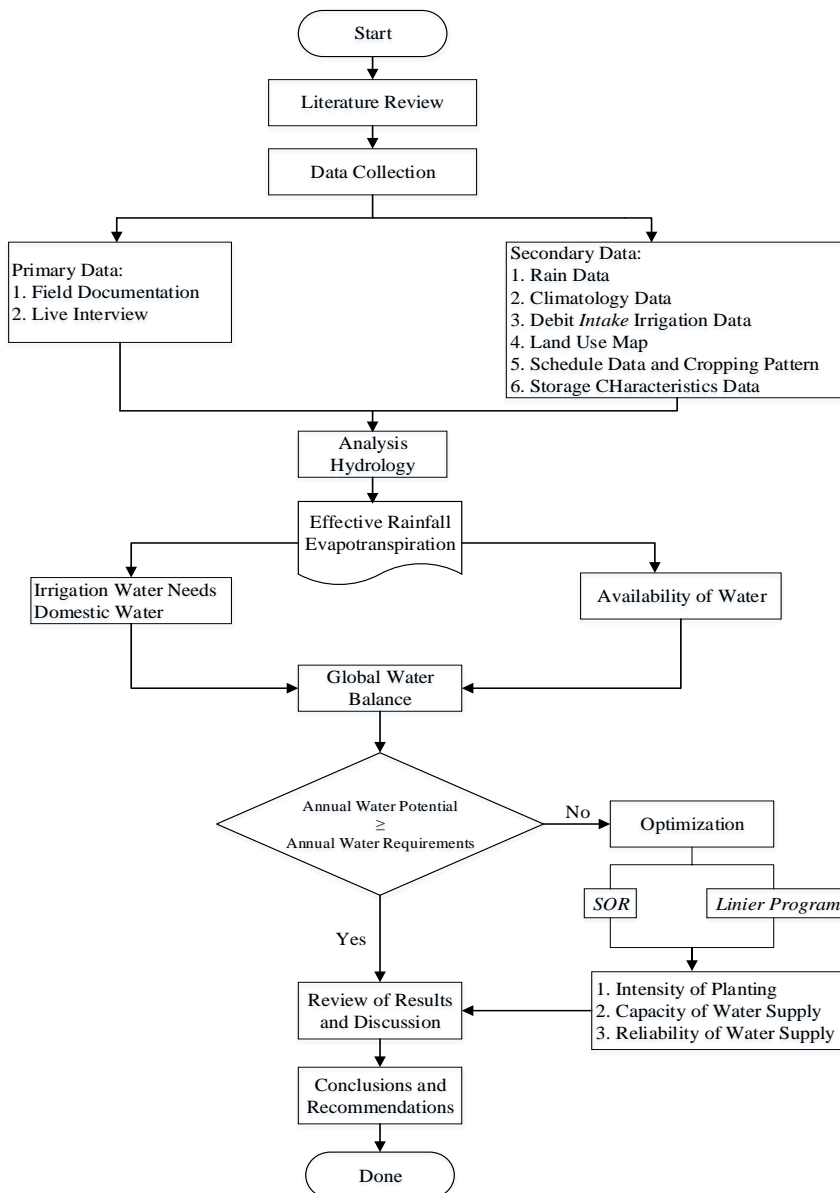 Start
Literature Review
Data Collection
Primary Data:
1. Field Documentation
2. Live Interview
Secondary Data:
1. Rain Data
2. Climatology Data
3. Debit Intake Irrigation Data
4. Land Use Map
5. Schedule Data and Cropping Pattern
6. Storage CHaracteristics Data
Analysis
Hydrology
Effective Rainfall
Evapotranspiration
Irrigation Water Needs
Domestic Water
Availability of Water
Global Water
Balance
Annual Water Potential
≥
Annual Water Requirements
No
Optimization
SOR
Linier Program
Yes
1. Intensity of Planting
2. Capacity of Water Supply
3. Reliability of Water Supply
Review of Results
and Discussion
Conclusions and
Recommendations
Done